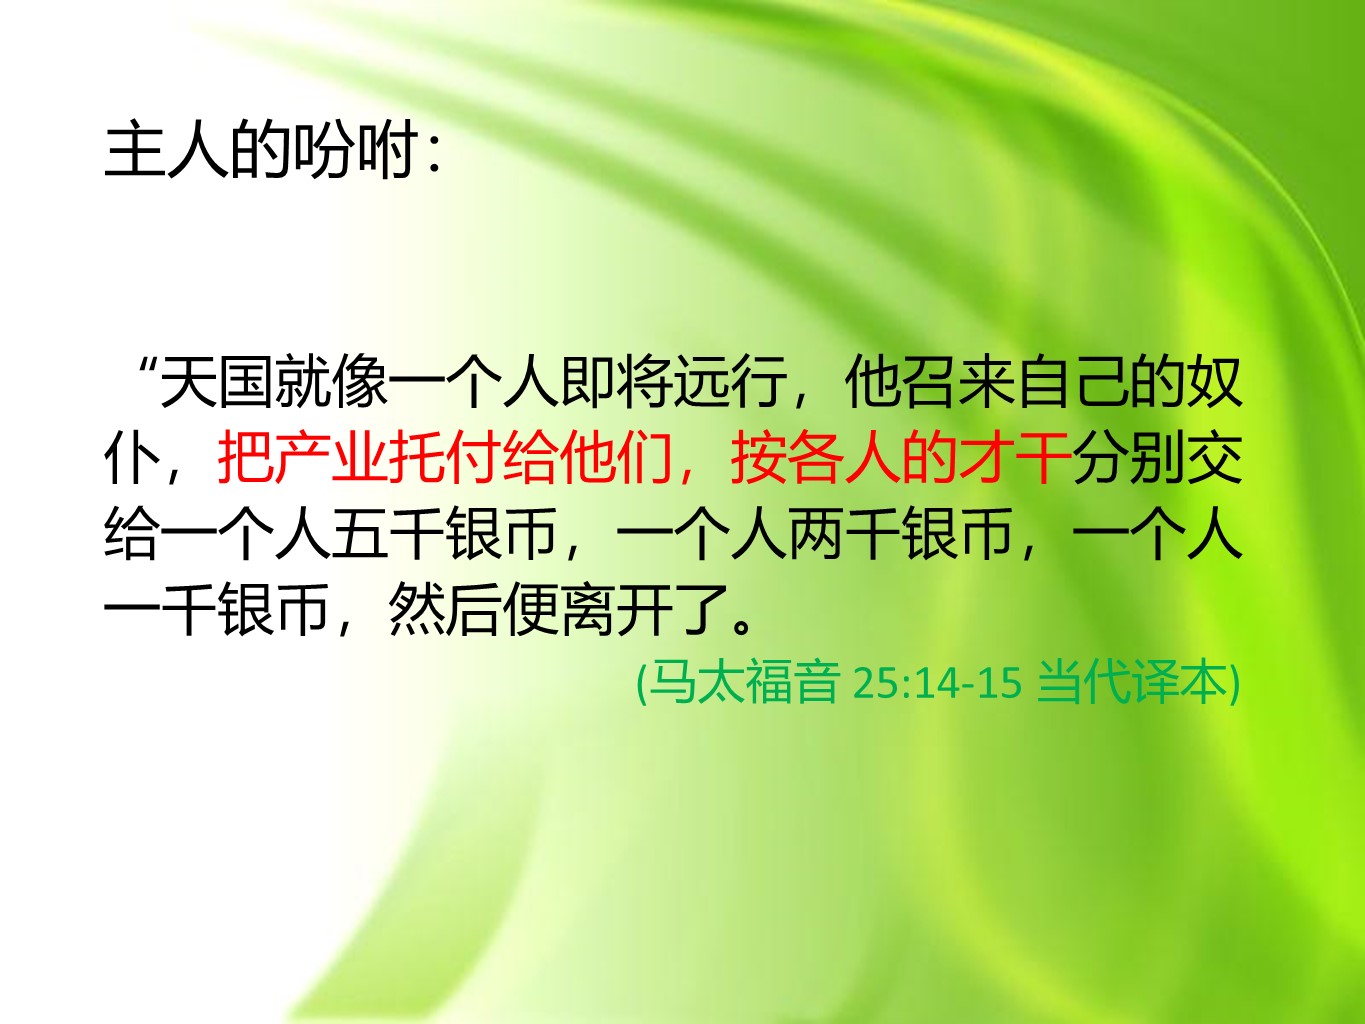 主人的吩咐：
“天国就像一个人即将远行，他召来自己的奴
仆，把产业托付给他们，按各人的才干分别交
给一个人五千银币，一个人两千银币，一个人
一千银币，然后便离开了。
(马太福音 25:14-15 当代译本)